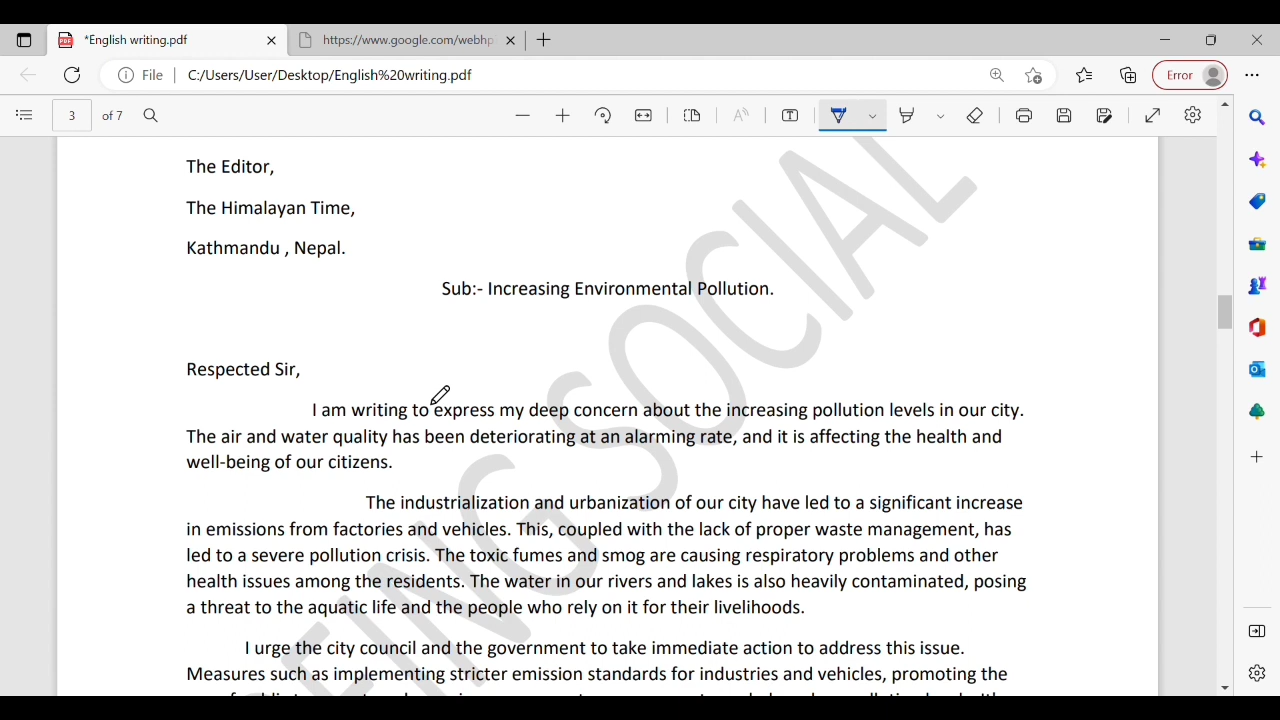 *English writing.pdf
https://www.google.com/webhp
File
C:/Users/User/Desktop/English%20writing.pdf
Error
3 of 7
The Editor,
The Himalayan Time,
Kathmandu , Nepal.
Sub:- Increasing Environmental Pollution.
Respected Sir,
I am writing to express my deep concern about the increasing pollution levels in our city.
The air and water quality has been deteriorating at an alarming rate, and it is affecting the health and
well-being of our citizens.
The industrialization and urbanization of our city have led to a significant increase
in emissions from factories and vehicles. This, coupled with the lack of proper waste management, has
led to a severe pollution crisis. The toxic fumes and smog are causing respiratory problems and other
health issues among the residents. The water in our rivers and lakes is also heavily contaminated, posing
a threat to the aquatic life and the people who rely on it for their livelihoods.
I urge the city council and the government to take immediate action to address this issue.
Measures such as implementing stricter emission standards for industries and vehicles, promoting the
ING SOCIAL